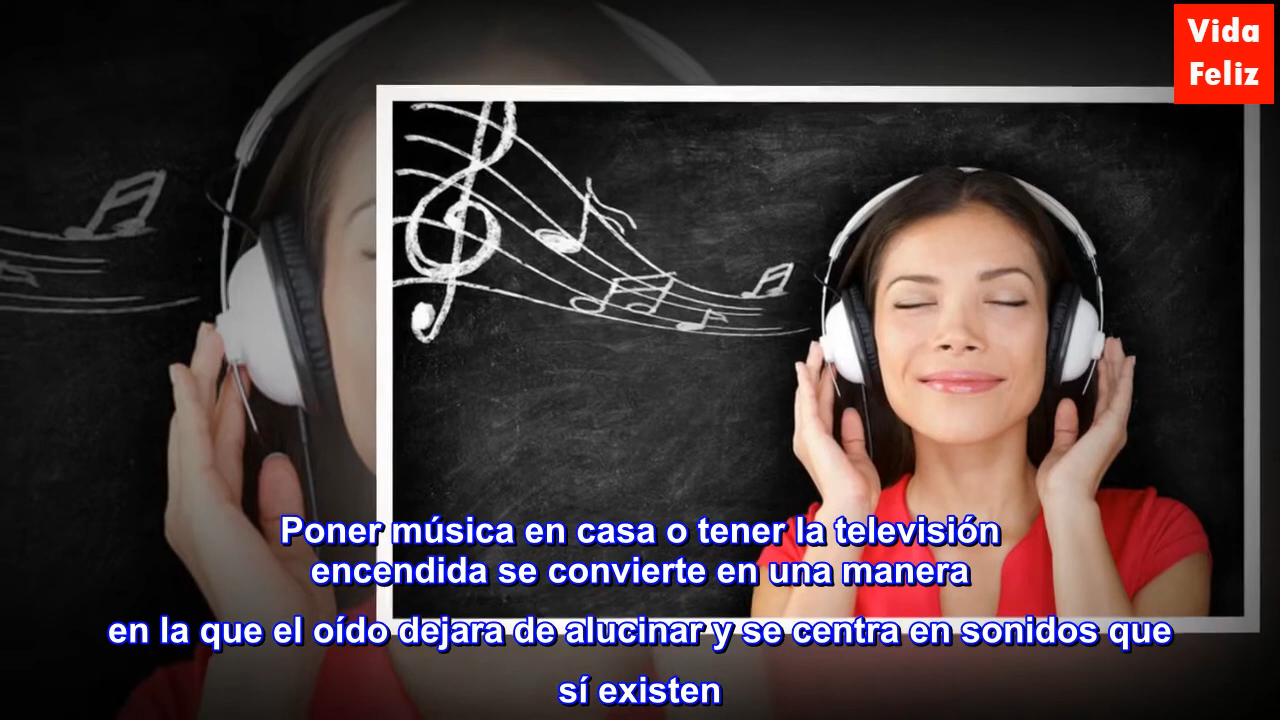 Vida
Feliz
Poner música en casa o tener la televisión
encendida se convierte en una manera
en la que el oído dejara de alucinar y se centra en sonidos que
sí existen